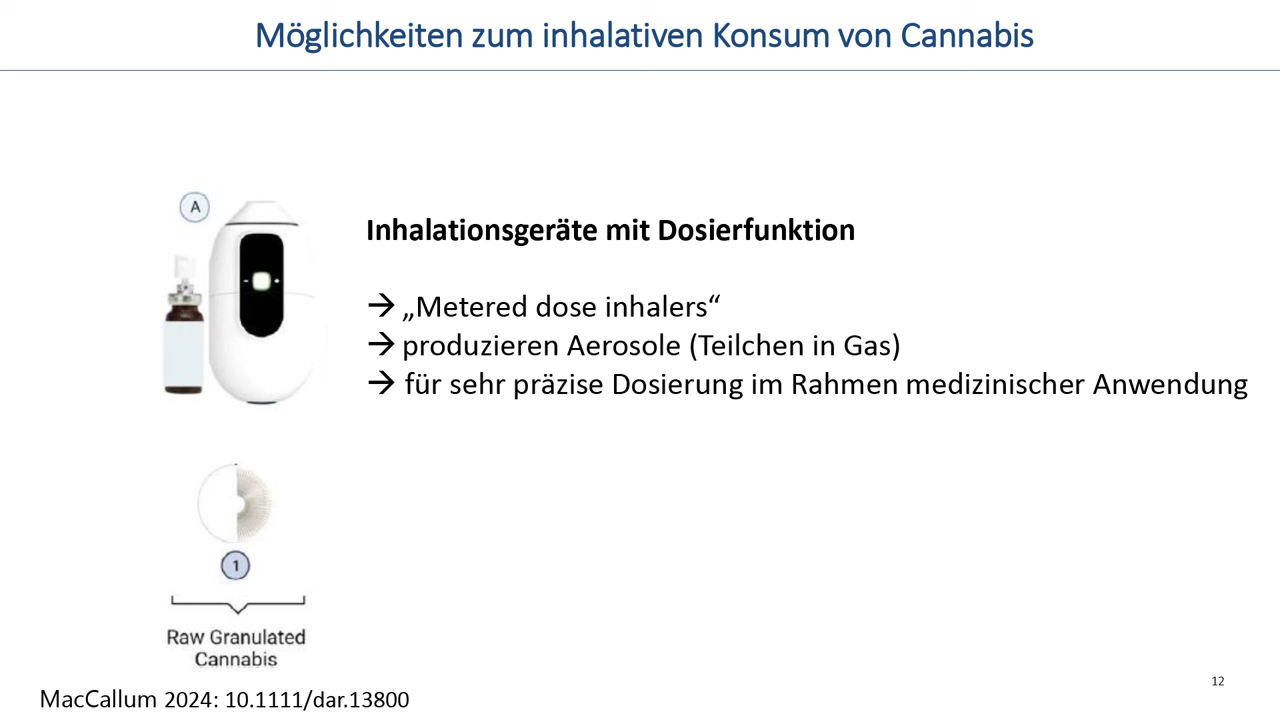 Möglichkeiten zum inhalativen Konsum von Cannabis
A
Inhalationsgeräte mit Dosierfunktion
→ „Metered dose inhalers“
→ produzieren Aerosole (Teilchen in Gas)
→ für sehr präzise Dosierung im Rahmen medizinischer Anwendung
1
Raw Granulated
Cannabis
MacCallum 2024: 10.1111/dar.13800
12